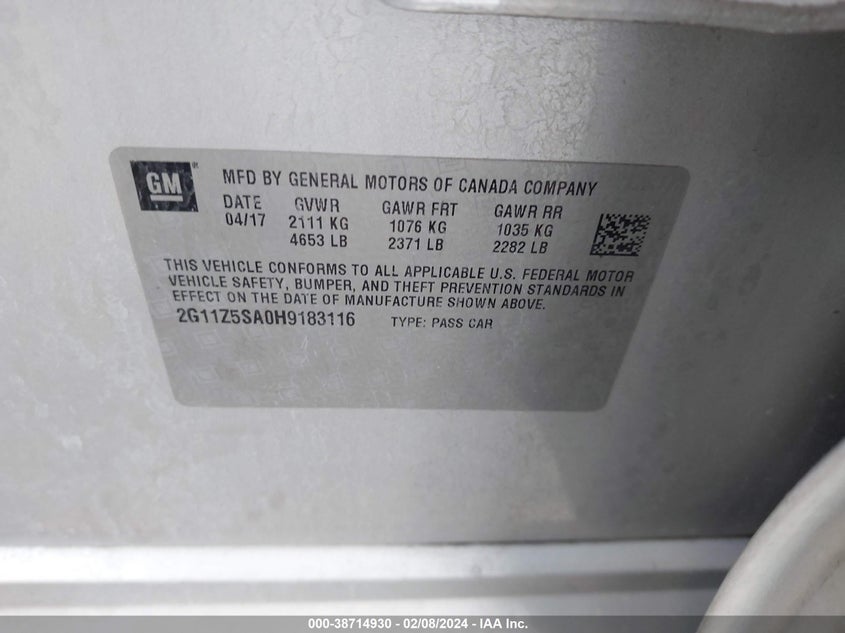 GM ® MFD BY GENERAL MOTORS OF CANADA COMPANY
DATE GVWR GAWR FRT GAWR RR
04/17 2111 KG 1076 KG 1035 KG
4653 LB 2371 LB 2282 LB
THIS VEHICLE CONFORMS TO ALL APPLICABLE U.S. FEDERAL MOTOR
VEHICLE SAFETY, BUMPER, AND THEFT PREVENTION STANDARDS IN
EFFECT ON THE DATE OF MANUFACTURE SHOWN ABOVE.
2G11Z5SA0H9183116 TYPE: PASS CAR
000-38714930 - 02/08/2024 - IAA Inc.